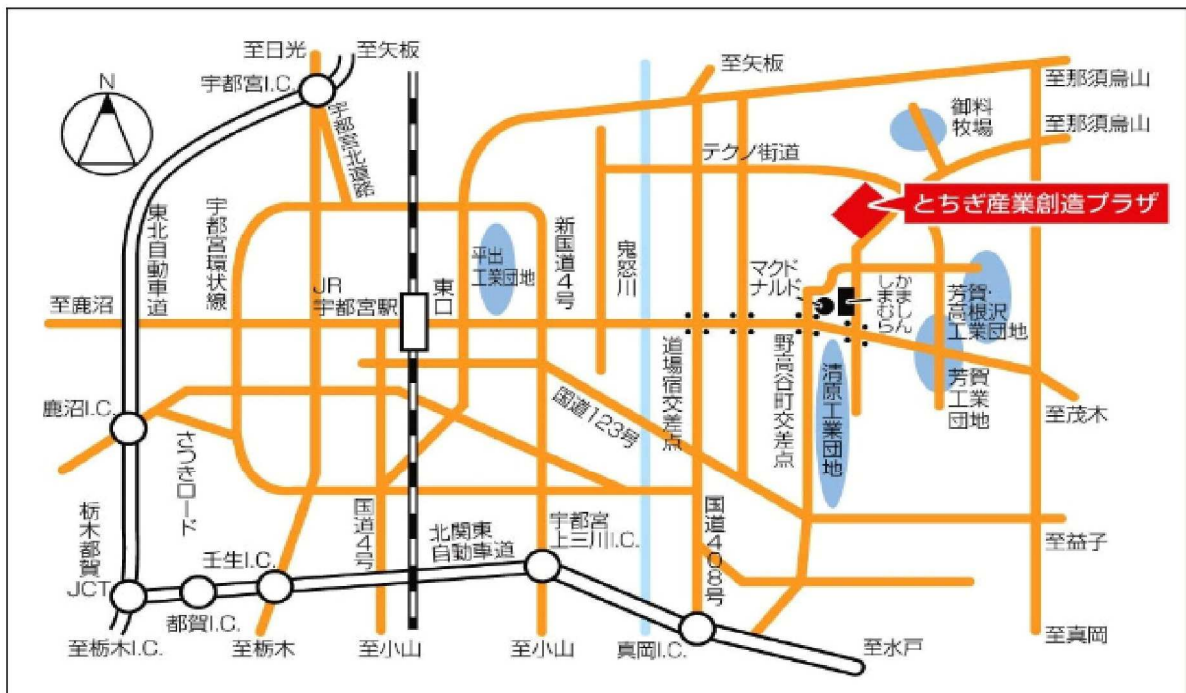 至日光
至矢板
N
宇都宮I.C.
宇都宮北道路
至矢板
至那須烏山
御料
牧場
至那須烏山
テクノ街道
とちぎ産業創造プラザ
東北自動車道
宇都宮環状線
平出
工業団地
新国道4号
鬼怒川
マクド
ナルド
かましん
しまむら
芳賀・
高根沢
工業団地
至鹿沼
JR
宇都宮駅
東口
道場宿交差点
野高谷町交差点
清原工業団地
芳賀
工業
団地
至茂木
鹿沼I.C.
さつきロード
国道123号
栃木都賀
JCT
壬生I.C.
国道4号
北関東
自動車道
宇都宮
上三川I.C.
国道408号
至益子
都賀I.C.
至栃木I.C.
至栃木
至小山
至小山
真岡I.C.
至水戸
至真岡